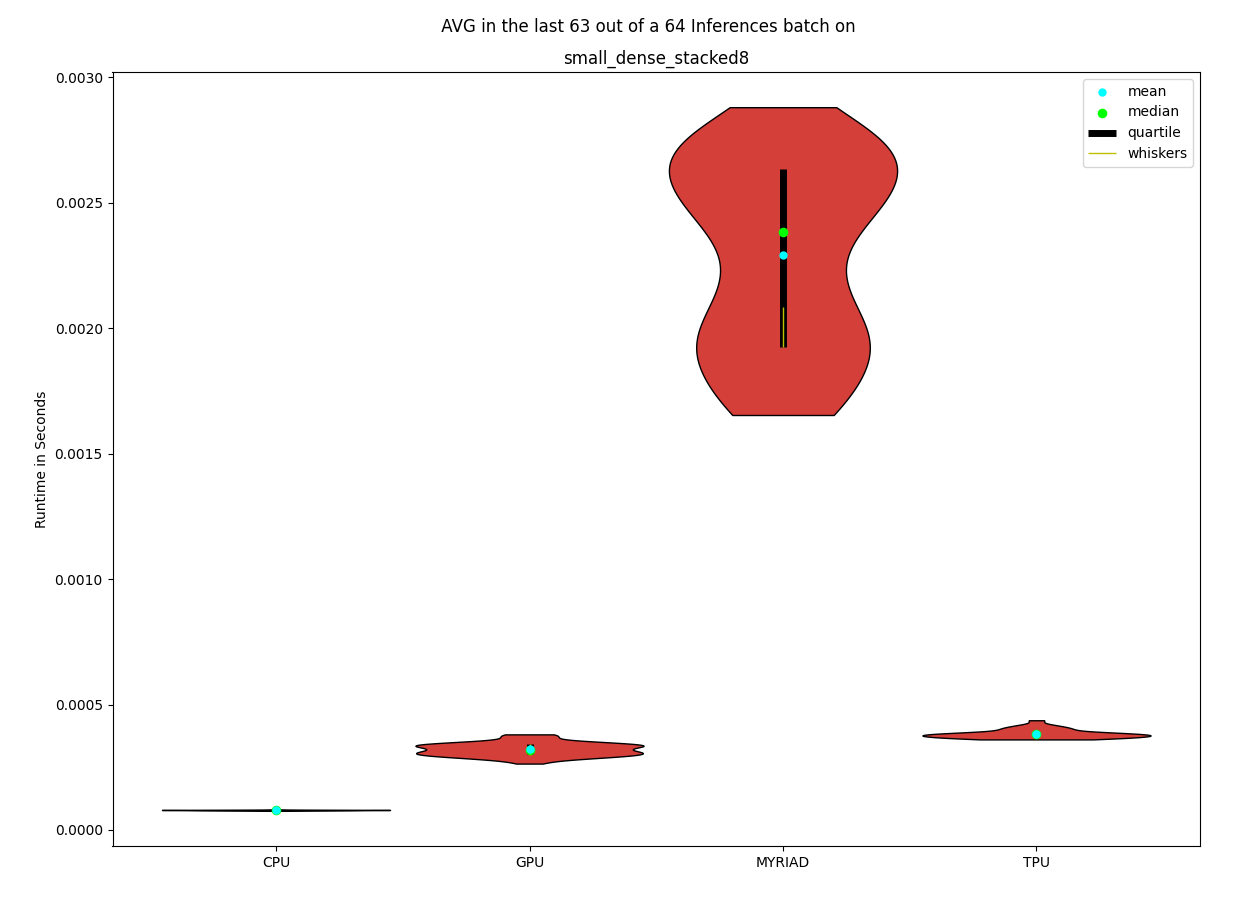 AVG in the last 63 out of a 64 Inferences batch on
small_dense_stacked8
mean
median
quartile
whiskers
Runtime in Seconds
0.0030
0.0025
0.0020
0.0015
0.0010
0.0005
0.0000
CPU
GPU
MYRIAD
TPU